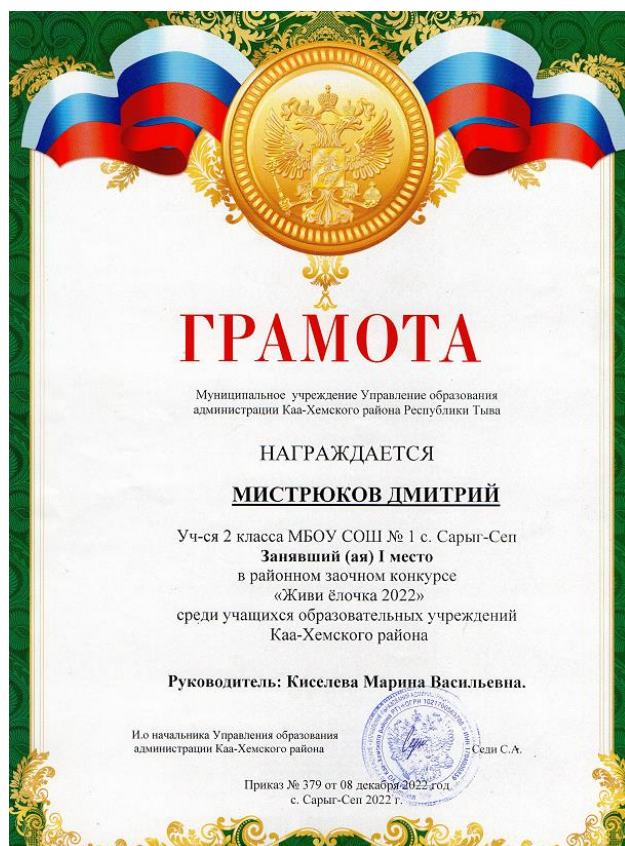 ГРАМОТА
Муниципальное учреждение Управление образования
администрации Каа-Хемского района Республики Тыва
НАГРАЖДАЕТСЯ
МИСТРЮКОВ ДМИТРИЙ
Уч-ся 2 класса МБОУ СОШ № 1 с. Сарыг-Сеп
Занявший (ая) I место
в районном заочном конкурсе
«Живи ёлочка 2022»
среди учащихся образовательных учреждений
Каа-Хемского района
Руководитель: Киселева Марина Васильевна.
И.о начальника Управления образования
администрации Каа-Хемского района
Седи С.А.
Приказ № 379 от 08 декабря 2022 год
с. Сарыг-Сеп 2022 г.